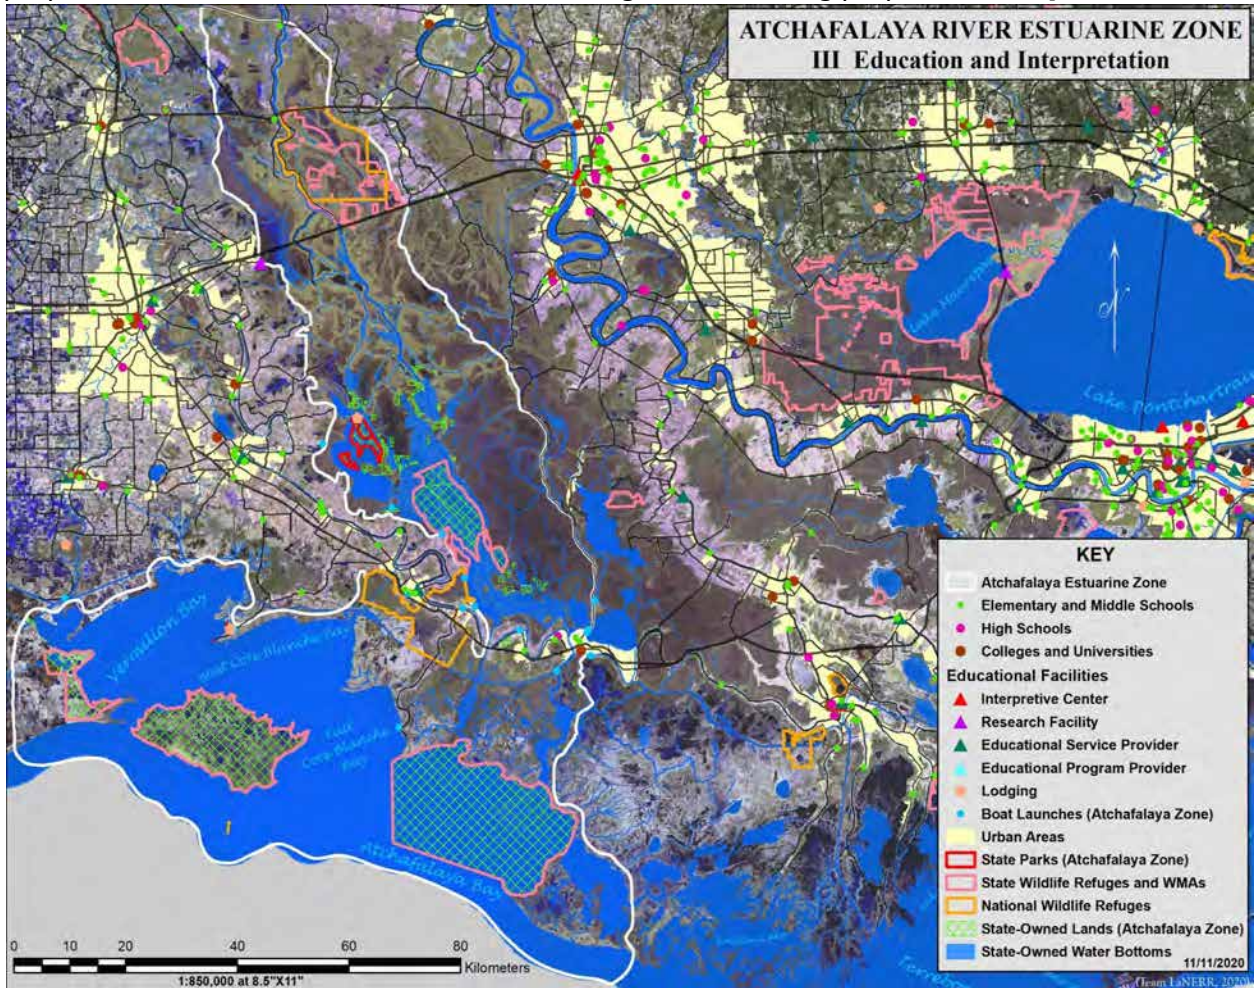 ATCHAFALAYA RIVER ESTUARINE ZONE
III Education and Interpretation
Lake Pontchartrain
Vermilion Bay
West Cote Blanche Bay
East
Cote Blanche
Bay
Atchafalaya Bay
KEY
Atchafalaya Estuarine Zone
Elementary and Middle Schools
High Schools
Colleges and Universities
Educational Facilities
Interpretive Center
Research Facility
Educational Service Provider
Educational Program Provider
Lodging
Boat Launches (Atchafalaya Zone)
Urban Areas
State Parks (Atchafalaya Zone)
State Wildlife Refuges and WMAs
National Wildlife Refuges
State-Owned Lands (Atchafalaya Zone)
State-Owned Water Bottoms
11/11/2020
0 10 20 40 60 80
Kilometers
1:850,000 at 8.5"X11"
(Team LaNERR, 2020)